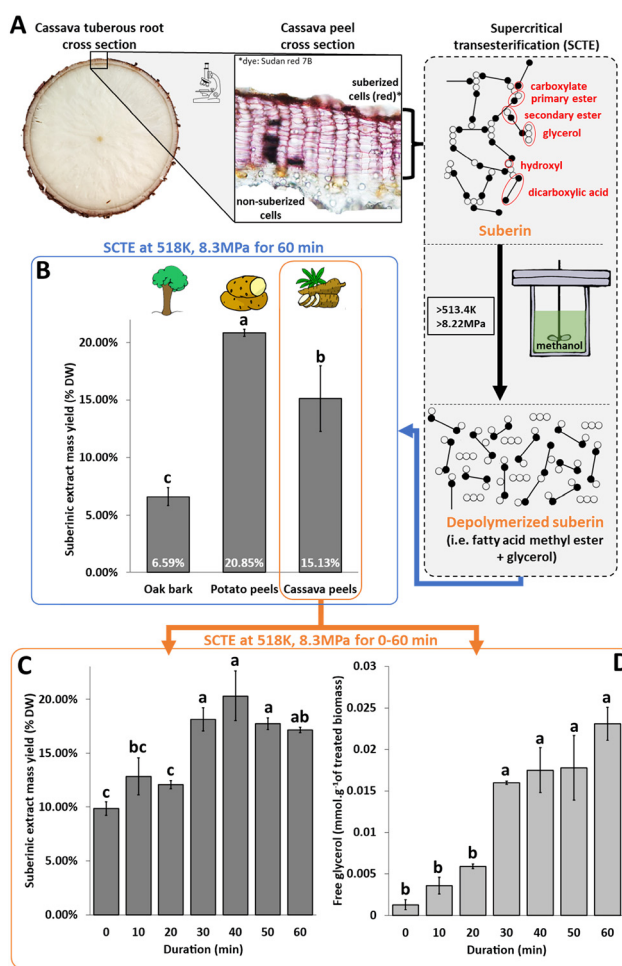 A
Cassava tuberous root
cross section
Cassava peel
cross section
*dye: Sudan red 7B
suberized
cells (red)*
non-suberized
cells
Supercritical
transesterification (SCTE)
carboxylate
primary ester
secondary ester
glycerol
hydroxyl
dicarboxylic acid
Suberin
>513.4K
>8.22MPa
methanol
Depolymerized suberin
(i.e. fatty acid methyl ester
+ glycerol)
SCTE at 518K, 8.3MPa for 60 min
B
Suberinic extract mass yield (% DW)
20.00%
15.00%
10.00%
5.00%
0.00%
c
a
b
6.59%
20.85%
15.13%
Oak bark
Potato peels
Cassava peels
SCTE at 518K, 8.3MPa for 0-60 min
C
Suberinic extract mass yield (% DW)
20.00%
15.00%
10.00%
5.00%
0.00%
c
bc
c
a
a
a
ab
0 10 20 30 40 50 60
Duration (min)
D
Free glycerol (mmol.g⁻¹of treated biomass)
0.03
0.025
0.02
0.015
0.01
0.005
0
b
b
b
a
a
a
a
0 10 20 30 40 50 60
Duration (min)